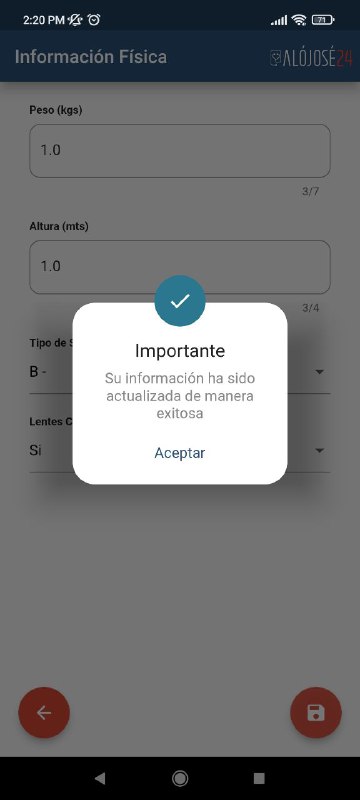 2:20 PM
71
Información Física
ALÓJOSÉ24
Peso (kgs)
1.0
3/7
Altura (mts)
1.0
3/4
Tipo de S
B -
Lentes C
Si
Importante
Su información ha sido
actualizada de manera
exitosa
Aceptar